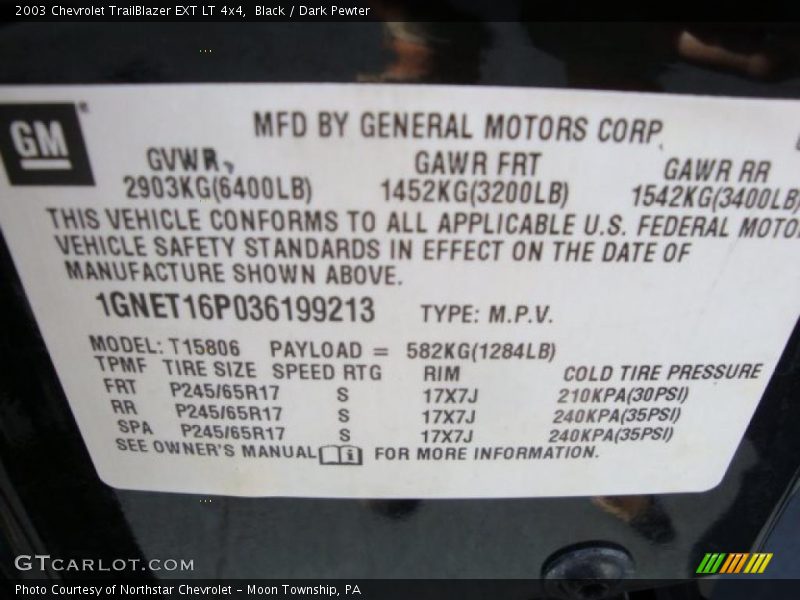 2003 Chevrolet TrailBlazer EXT LT 4x4, Black / Dark Pewter
GM
MFD BY GENERAL MOTORS CORP
GVWR GAWR FRT GAWR RR
2903KG(6400LB) 1452KG(3200LB) 1542KG(3400LB)
THIS VEHICLE CONFORMS TO ALL APPLICABLE U.S. FEDERAL MOTO
VEHICLE SAFETY STANDARDS IN EFFECT ON THE DATE OF
MANUFACTURE SHOWN ABOVE.
1GNET16P036199213 TYPE: M.P.V.
MODEL: T15806 PAYLOAD = 582KG(1284LB)
TPMF TIRE SIZE SPEED RTG RIM COLD TIRE PRESSURE
FRT P245/65R17 S 17X7J 210KPA(30PSI)
RR P245/65R17 S 17X7J 240KPA(35PSI)
SPA P245/65R17 S 17X7J 240KPA(35PSI)
SEE OWNER'S MANUAL i FOR MORE INFORMATION.
GTCARLOT.COM
Photo Courtesy of Northstar Chevrolet - Moon Township, PA